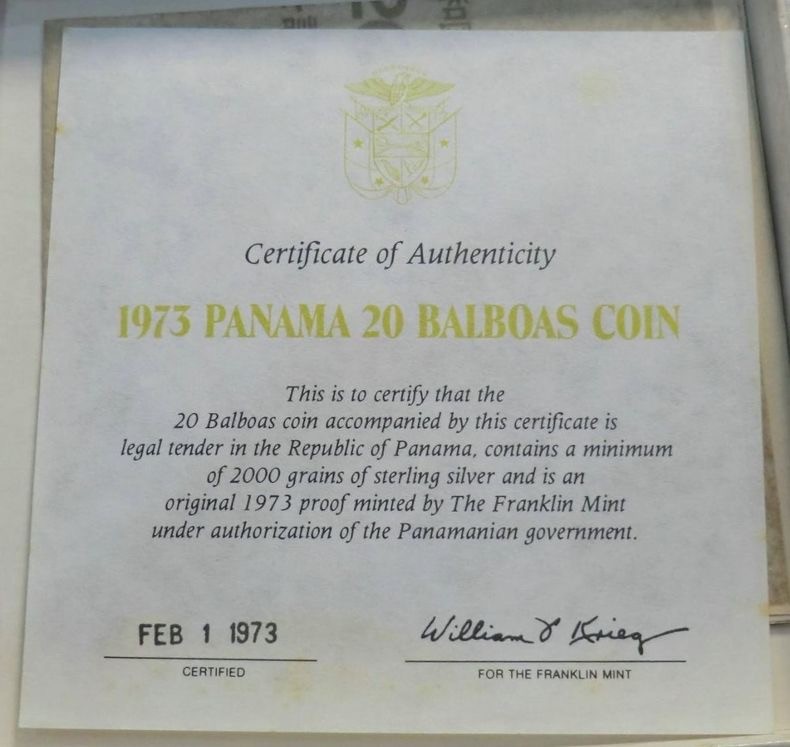 Certificate of Authenticity
1973 PANAMA 20 BALBOAS COIN
This is to certify that the
20 Balboas coin accompanied by this certificate is
legal tender in the Republic of Panama, contains a minimum
of 2000 grains of sterling silver and is an
original 1973 proof minted by The Franklin Mint
under authorization of the Panamanian government.
FEB 1 1973
CERTIFIED
William J Krieg
FOR THE FRANKLIN MINT